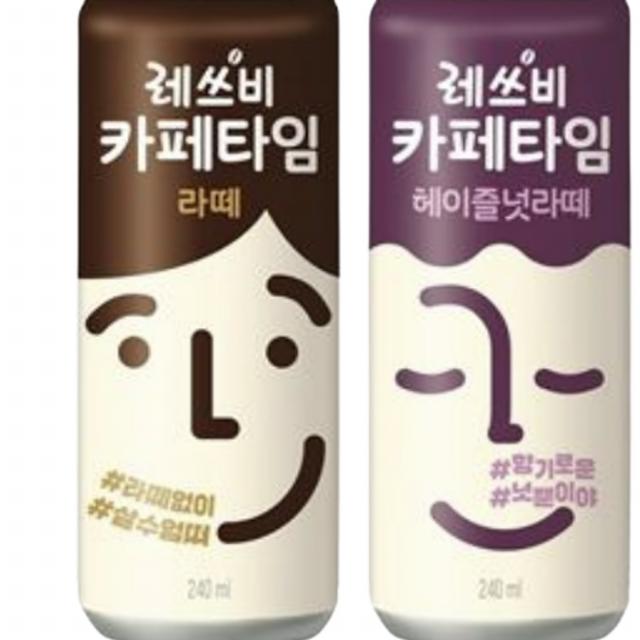 레쓰비
카페타임
라떼
#라떼없이
#살수없떠
240 ml
레쓰비
카페타임
헤이즐넛라떼
#향기로운
#넛뿐이야
240 ml